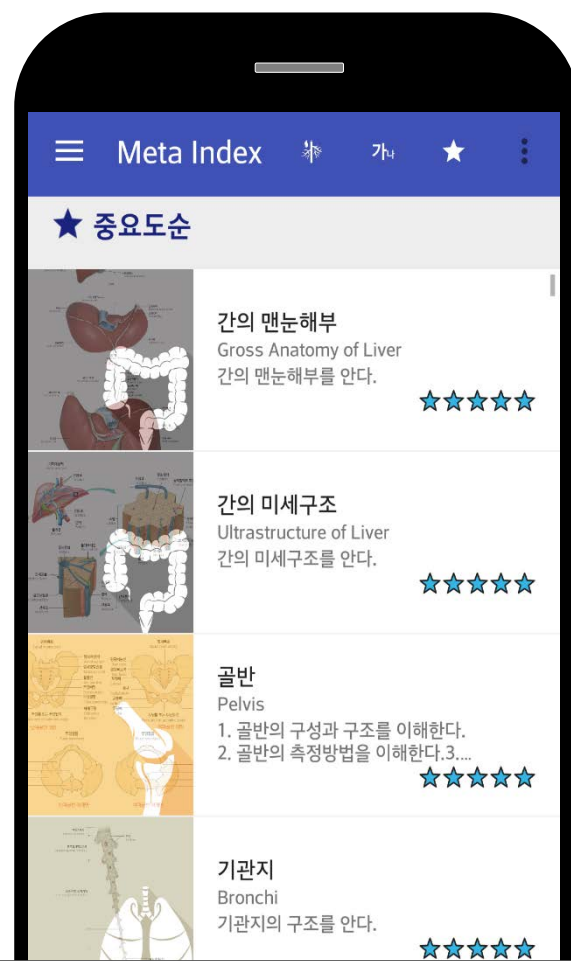 Meta Index 가나
중요도순
간의 맨눈해부
Gross Anatomy of Liver
간의 맨눈해부를 안다.
간의 미세구조
Ultrastructure of Liver
간의 미세구조를 안다.
골반
Pelvis
1. 골반의 구성과 구조를 이해한다.
2. 골반의 측정방법을 이해한다.3....
기관지
Bronchi
기관지의 구조를 안다.